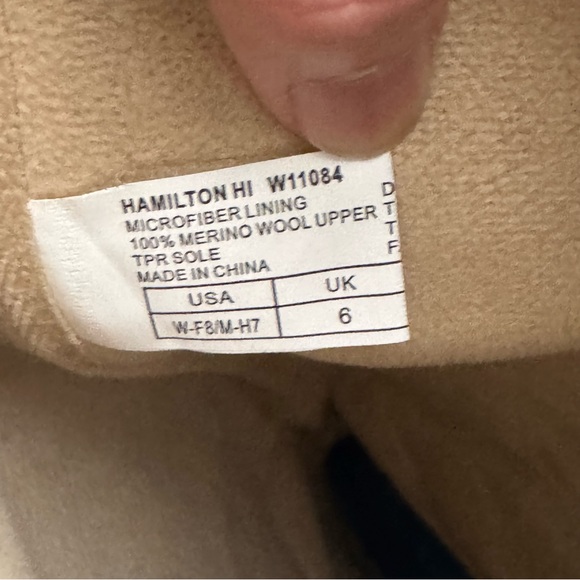 HAMILTON HI W11084
D
MICROFIBER LINING
100% MERINO WOOL UPPER T
TPR SOLE T
MADE IN CHINA F
USA UK
W-F8/M-H7 6